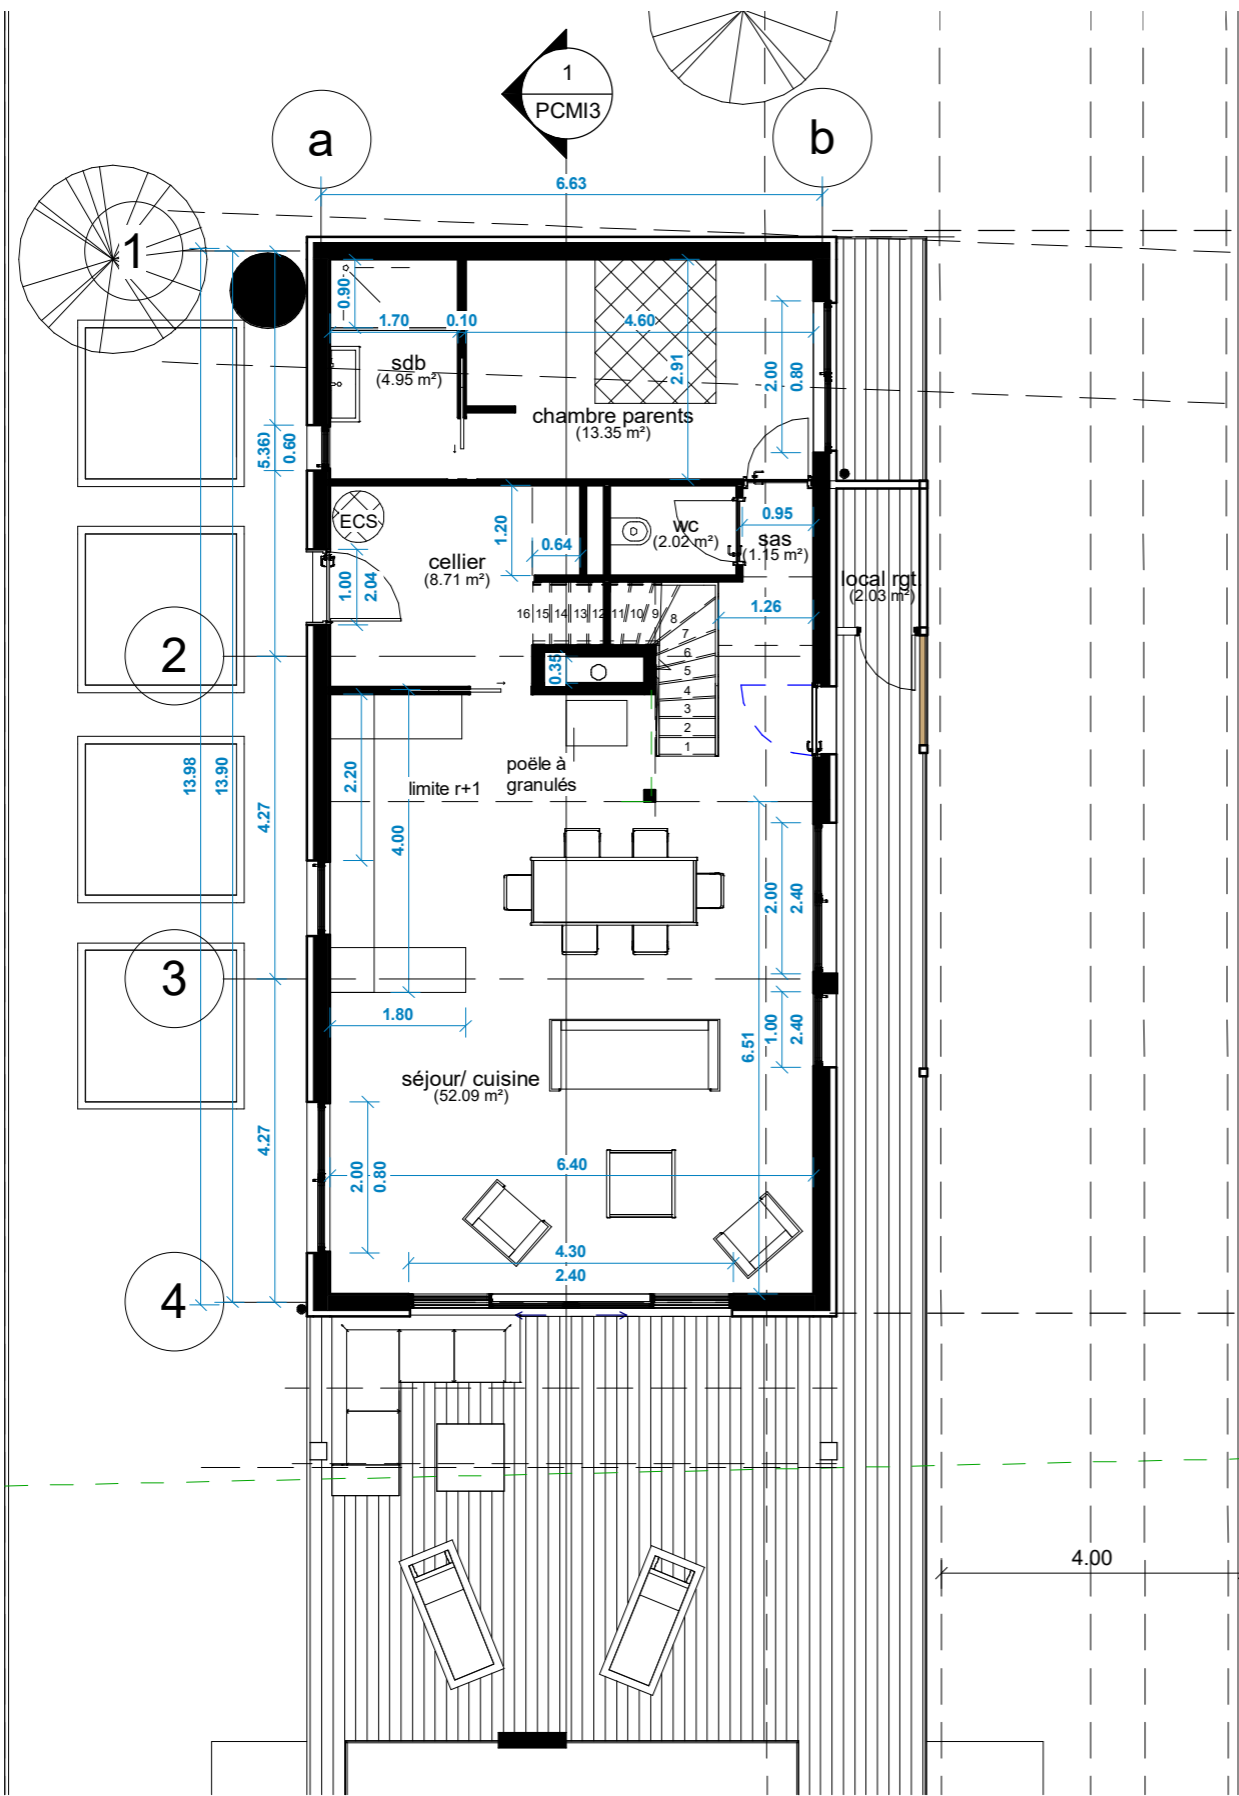 1
PCMI3
a
b
6.63
1
0.90
1.70
0.10
4.60
sdb
(4.95 m²)
2.91
2.00
0.80
chambre parents
(13.35 m²)
5.36)
0.60
ECS
1.20
0.64
cellier
(8.71 m²)
wc
(2.02 m²)
0.95
sas
(1.15 m²)
local rgt
(2.03 m²)
1.00
2.04
1.26
16 15 14 13 12 11 10 9
8
7
6
5
4
3
2
1
2
0.35
13.98
13.90
4.27
2.20
4.00
limite r+1
poële à
granulés
2.00
2.40
3
1.80
1.00
2.40
6.51
séjour/ cuisine
(52.09 m²)
4.27
2.00
0.80
6.40
4.30
2.40
4
4.00